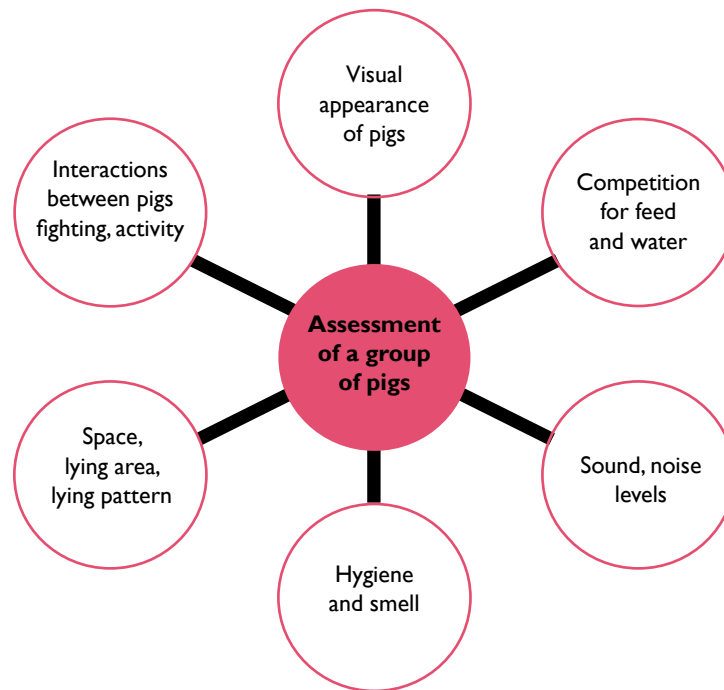 Visual
appearance
of pigs
Interactions
between pigs
fighting, activity
Competition
for feed
and water
Assessment
of a group
of pigs
Space,
lying area,
lying pattern
Sound, noise
levels
Hygiene
and smell